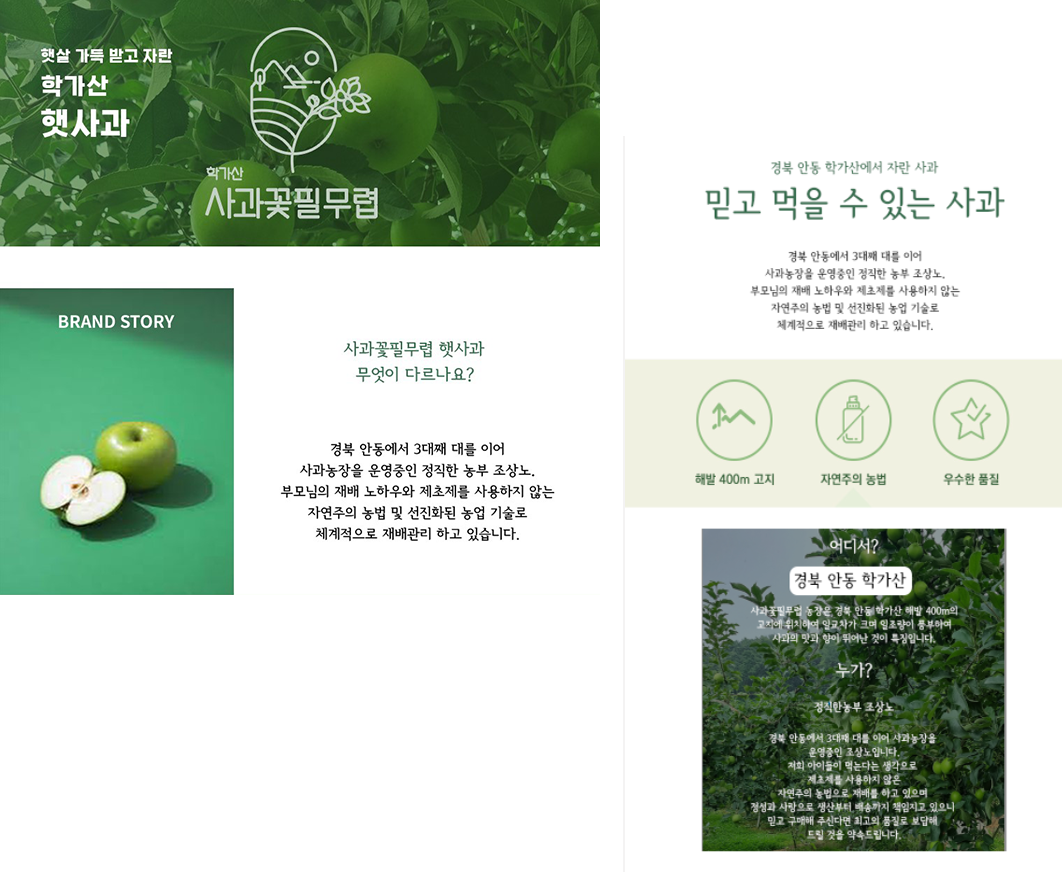 햇살 가득 받고 자란
학가산
햇사과
학가산
사과꽃필무렵
BRAND STORY
사과꽃필무렵 햇사과
무엇이 다르나요?
경북 안동에서 3대째 대를 이어
사과농장을 운영중인 정직한 농부 조상노.
부모님의 재배 노하우와 제초제를 사용하지 않는
자연주의 농법 및 선진화된 농업 기술로
체계적으로 재배관리 하고 있습니다.
경북 안동 학가산에서 자란 사과
믿고 먹을 수 있는 사과
경북 안동에서 3대째 대를 이어
사과농장을 운영중인 정직한 농부 조상노.
부모님의 재배 노하우와 제초제를 사용하지 않는
자연주의 농법 및 선진화된 농업 기술로
체계적으로 재배관리 하고 있습니다.
해발 400m 고지
자연주의 농법
우수한 품질
어디서?
경북 안동 학가산
사과꽃필무렵 농장은 경북 안동 학가산 해발 400m의
고지에 위치하여 일교차가 크며 일조량이 풍부하여
사과의 맛과 향이 뛰어난 것이 특징입니다.
누가?
정직한농부 조상노
경북 안동에서 3대째 대를 이어 사과농장을
운영중인 조상노입니다.
저희 아이들이 먹는다는 생각으로
제초제를 사용하지 않은
자연주의 농법으로 재배를 하고 있으며
정성과 사랑으로 생산부터 배송까지 책임지고 있으니
믿고 구매해 주신다면 최고의 품질로 보답해
드릴 것을 약속드립니다.